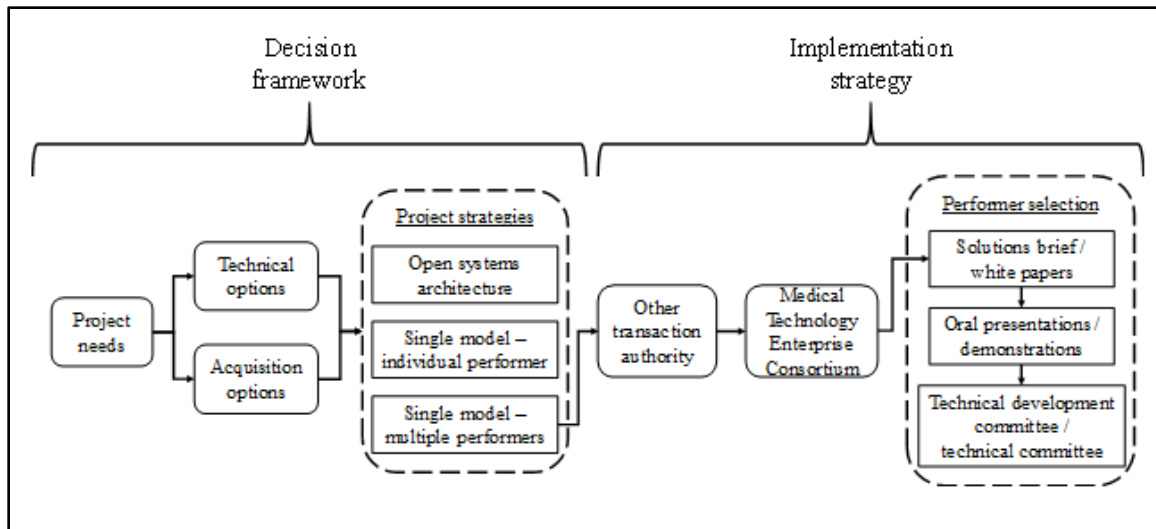 Decision
framework
Implementation
strategy
Project
needs
Technical
options
Acquisition
options
Project strategies
Open systems
architecture
Single model –
individual performer
Single model –
multiple performers
Other
transaction
authority
Medical
Technology
Enterprise
Consortium
Performer selection
Solutions brief /
white papers
Oral presentations /
demonstrations
Technical development
committee /
technical committee